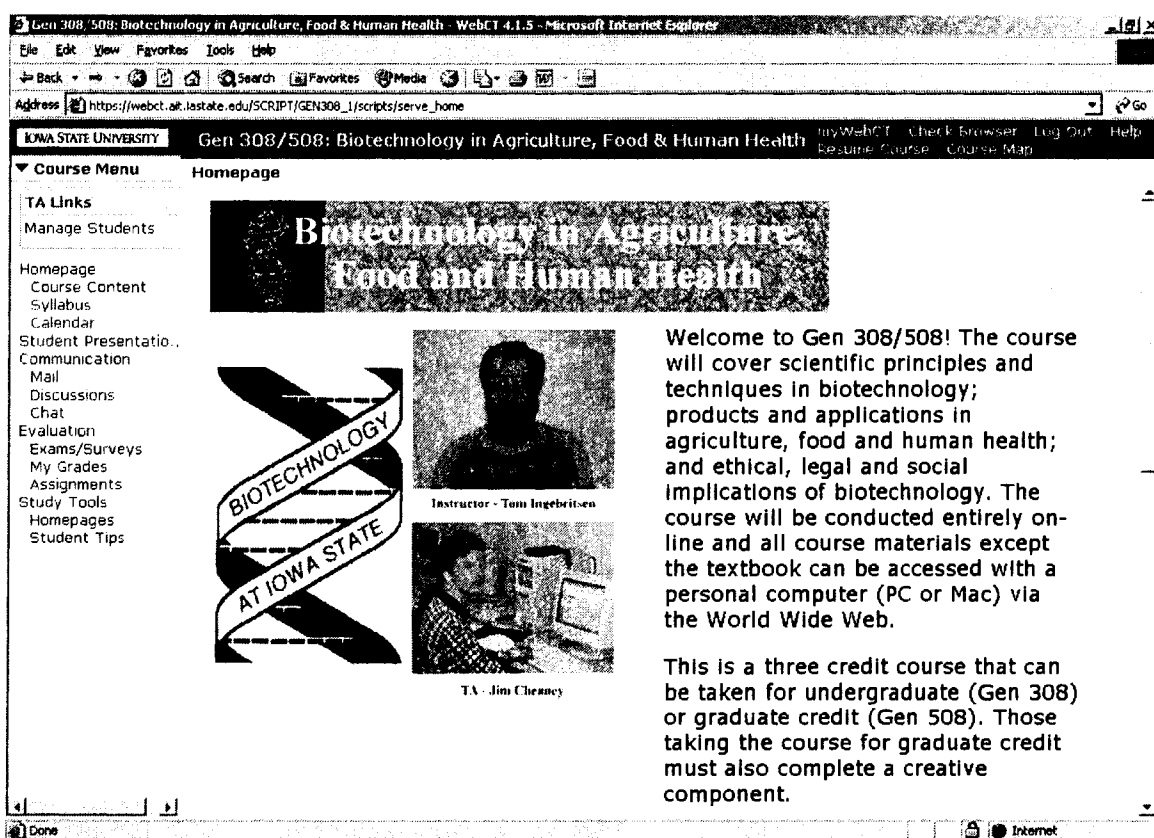 Gen 308/508: Biotechnology in Agriculture, Food & Human Health - WebCT 4.1.5 - Microsoft Internet Explorer
File Edit View Favorites Tools Help
Back Search Favorites Media
Address https://webct.ait.iastate.edu/SCRIPT/GEN308_1/scripts/serve_home Go
IOWA STATE UNIVERSITY Gen 308/508: Biotechnology in Agriculture, Food & Human Health myWebCT Check Browser Log Out Help
Resume Course Course Map
Course Menu
Homepage
TA Links
Manage Students
Homepage
Course Content
Syllabus
Calendar
Student Presentatio..
Communication
Mail
Discussions
Chat
Evaluation
Exams/Surveys
My Grades
Assignments
Study Tools
Homepages
Student Tips
Biotechnology in Agriculture,
Food and Human Health
BIOTECHNOLOGY
AT IOWA STATE
Instructor - Tom Ingebritsen
TA - Jim Cheaney
Welcome to Gen 308/508! The course
will cover scientific principles and
techniques in biotechnology;
products and applications in
agriculture, food and human health;
and ethical, legal and social
implications of biotechnology. The
course will be conducted entirely on-
line and all course materials except
the textbook can be accessed with a
personal computer (PC or Mac) via
the World Wide Web.
This is a three credit course that can
be taken for undergraduate (Gen 308)
or graduate credit (Gen 508). Those
taking the course for graduate credit
must also complete a creative
component.
Done Internet